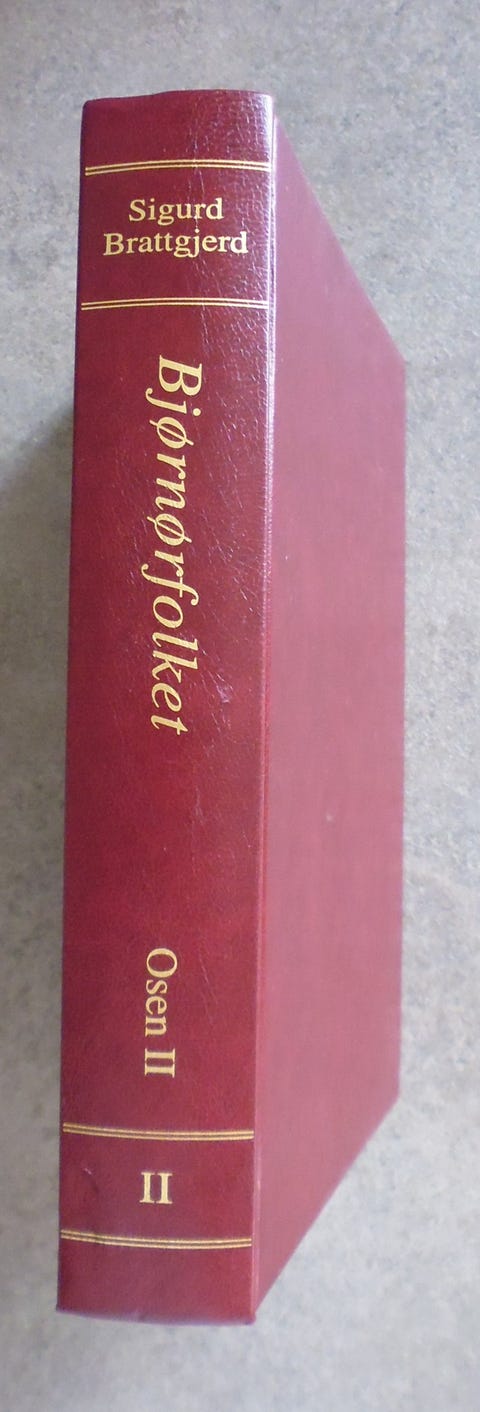 Sigurd
Brattgjerd
Bjørnørfolket
Osen II
II